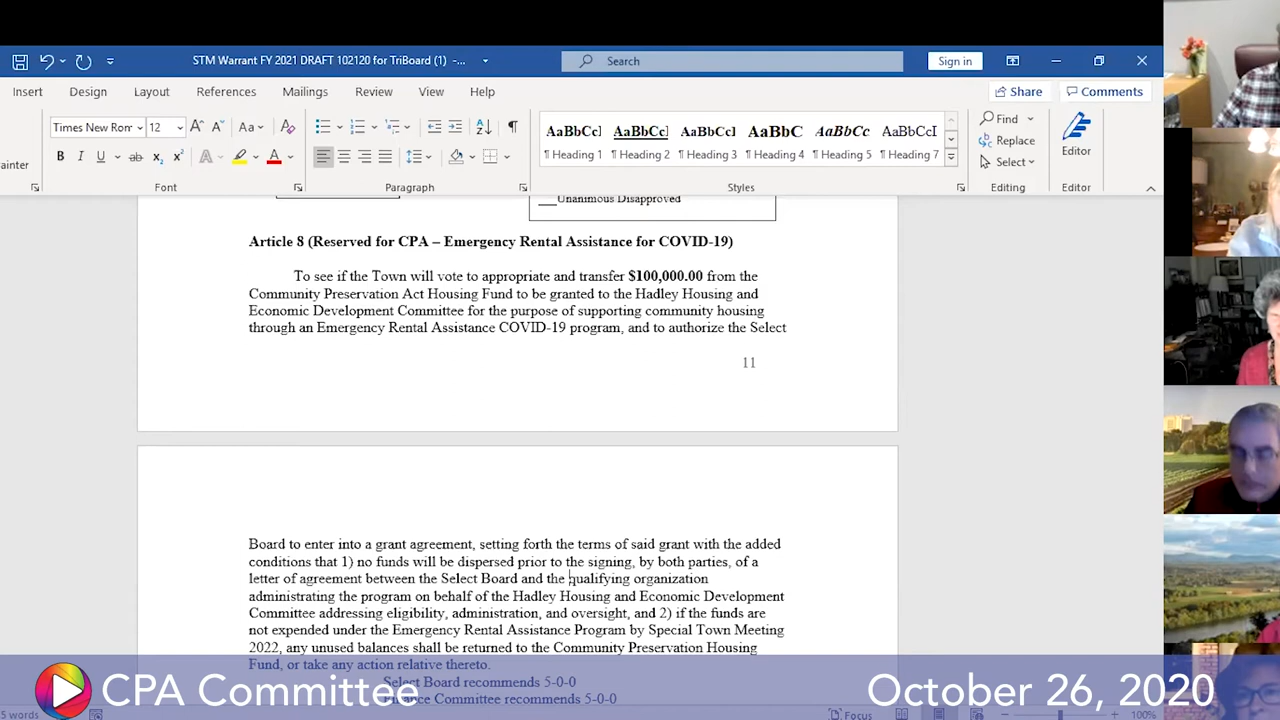 STM Warrant FY 2021 DRAFT 102120 for TriBoard (1) -...
Search
Sign in
Insert Design Layout References Mailings Review View Help
Share Comments
Times New Ron 12
Aa
AaBbCcI AaBbCcI AaBbCcI AaBbC AaBbCc AaBbCcI
¶ Heading 1 ¶ Heading 2 ¶ Heading 3 ¶ Heading 4 ¶ Heading 5 ¶ Heading 7
Find
Replace
Select
Editor
ainter
B I U ab x₂ x²
Font Paragraph Styles Editing Editor
___Unanimous Disapproved
Article 8 (Reserved for CPA – Emergency Rental Assistance for COVID-19)
To see if the Town will vote to appropriate and transfer $100,000.00 from the
Community Preservation Act Housing Fund to be granted to the Hadley Housing and
Economic Development Committee for the purpose of supporting community housing
through an Emergency Rental Assistance COVID-19 program, and to authorize the Select
11
Board to enter into a grant agreement, setting forth the terms of said grant with the added
conditions that 1) no funds will be dispersed prior to the signing, by both parties, of a
letter of agreement between the Select Board and the qualifying organization
administrating the program on behalf of the Hadley Housing and Economic Development
Committee addressing eligibility, administration, and oversight, and 2) if the funds are
not expended under the Emergency Rental Assistance Program by Special Town Meeting
2022, any unused balances shall be returned to the Community Preservation Housing
Fund, or take any action relative thereto.
Select Board recommends 5-0-0
Finance Committee recommends 5-0-0
CPA Committee
October 26, 2020
5 words
Focus
100%